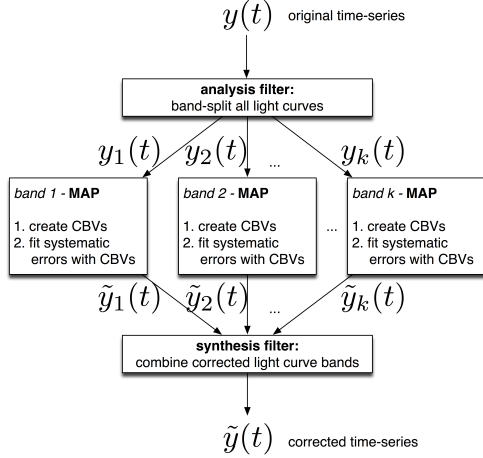 y(t) original time-series
analysis filter:
band-split all light curves
y₁(t) y₂(t) ... yₖ(t)
band 1 - MAP band 2 - MAP band k - MAP
1. create CBVs 1. create CBVs ... 1. create CBVs
2. fit systematic 2. fit systematic 2. fit systematic
errors with CBVs errors with CBVs errors with CBVs
ỹ₁(t) ỹ₂(t) ... ỹₖ(t)
synthesis filter:
combine corrected light curve bands
ỹ(t) corrected time-series